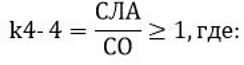 k4- 4 = СЛА/СО ≥ 1, где: